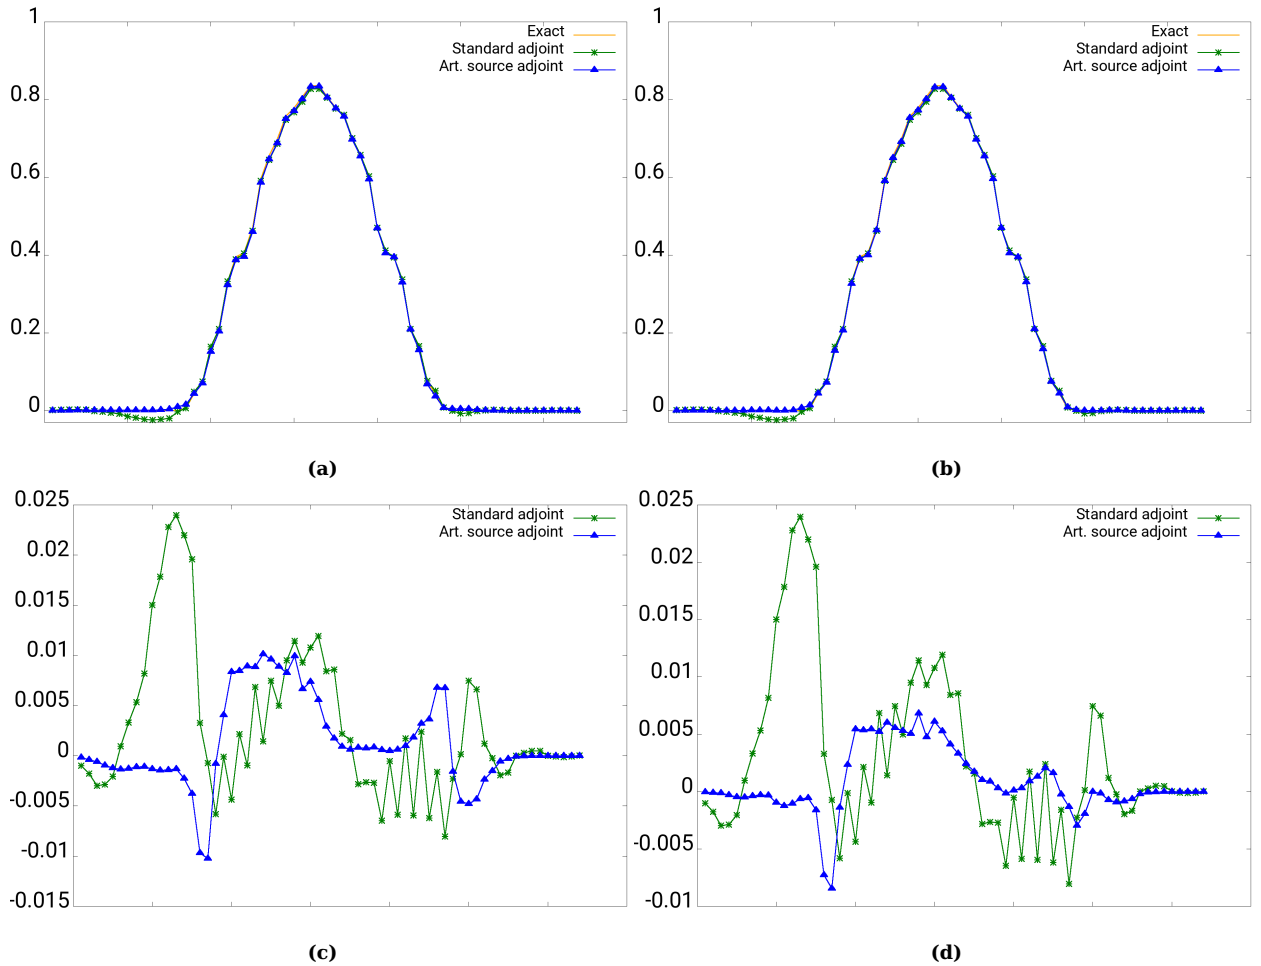 1
0.8
0.6
0.4
0.2
0
Exact
Standard adjoint
Art. source adjoint
(a)
1
0.8
0.6
0.4
0.2
0
Exact
Standard adjoint
Art. source adjoint
(b)
0.025
0.02
0.015
0.01
0.005
0
-0.005
-0.01
-0.015
Standard adjoint
Art. source adjoint
(c)
0.025
0.02
0.015
0.01
0.005
0
-0.005
-0.01
Standard adjoint
Art. source adjoint
(d)